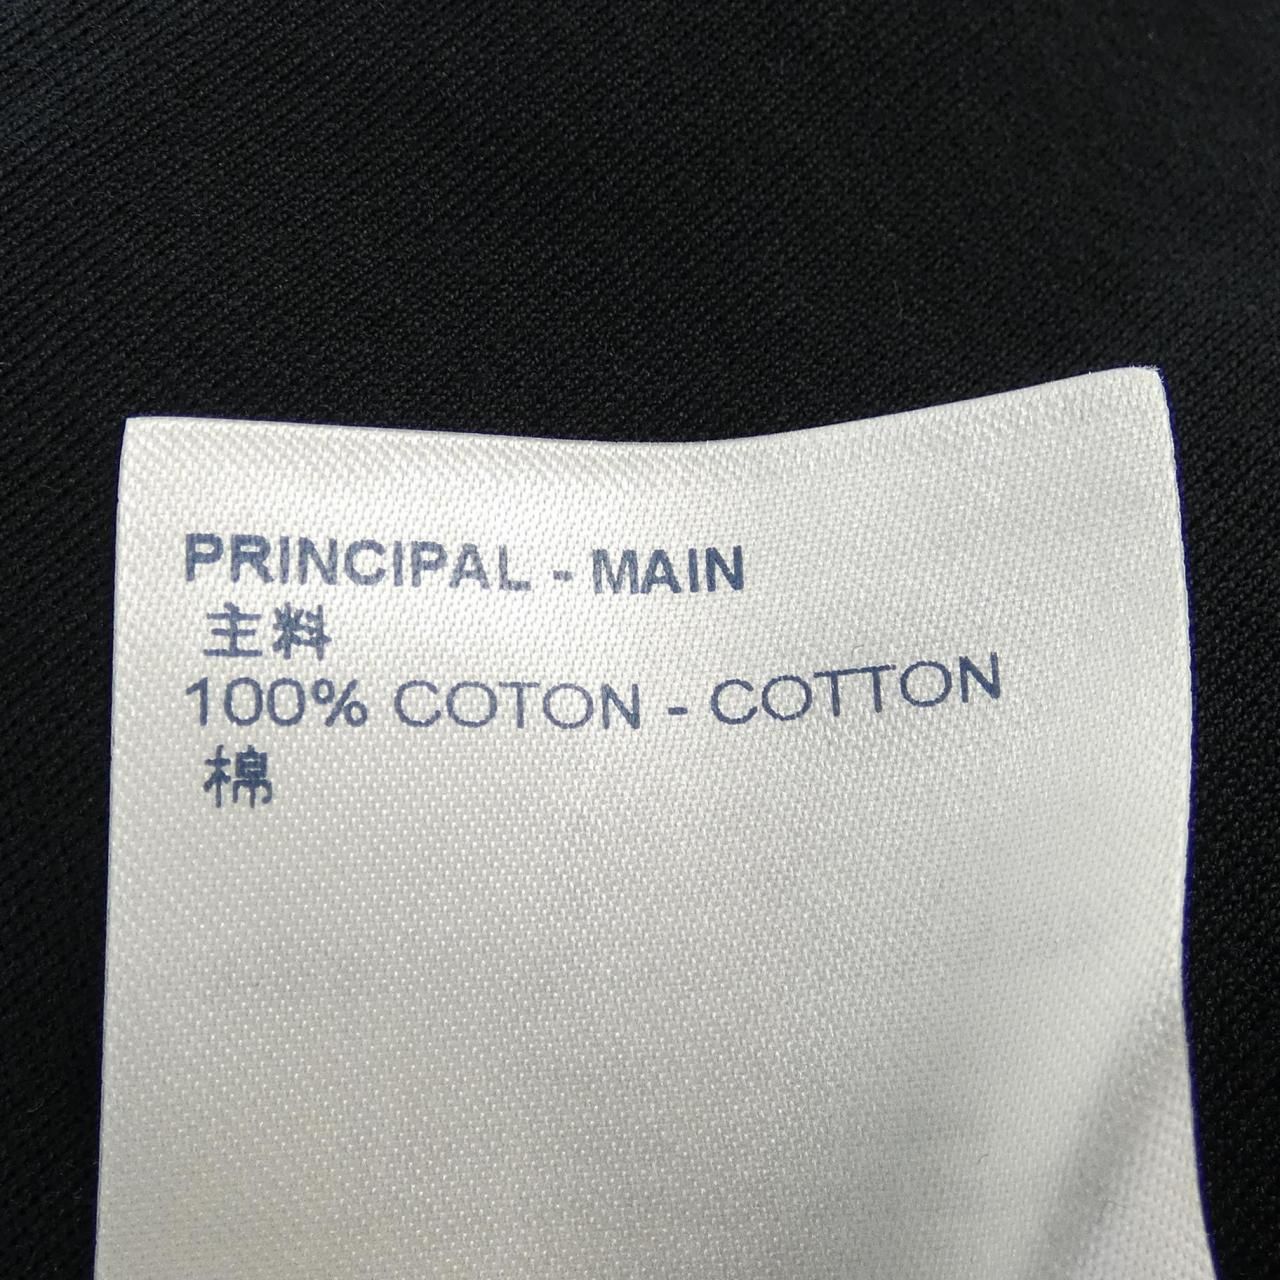 PRINCIPAL - MAIN
主料
100% COTON - COTTON
棉